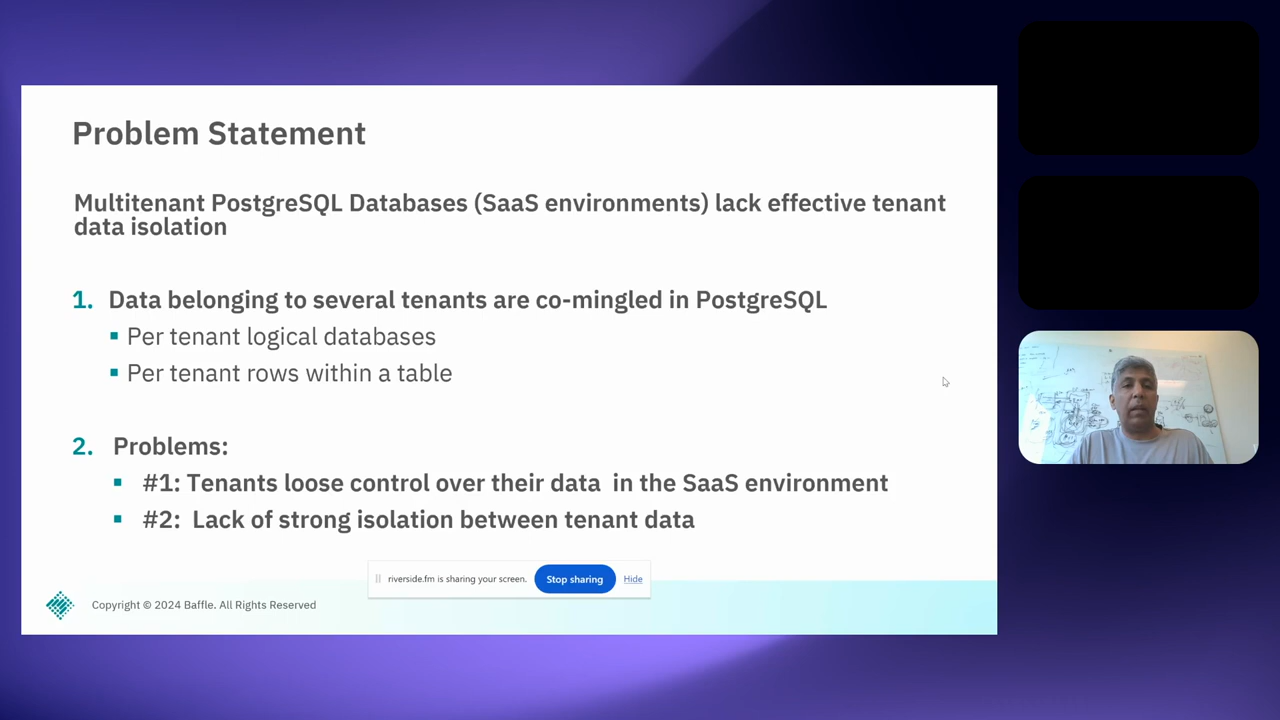 Problem Statement
Multitenant PostgreSQL Databases (SaaS environments) lack effective tenant
data isolation
1. Data belonging to several tenants are co-mingled in PostgreSQL
▪ Per tenant logical databases
▪ Per tenant rows within a table
2. Problems:
▪ #1: Tenants loose control over their data in the SaaS environment
▪ #2: Lack of strong isolation between tenant data
riverside.fm is sharing your screen. Stop sharing Hide
Copyright © 2024 Baffle. All Rights Reserved